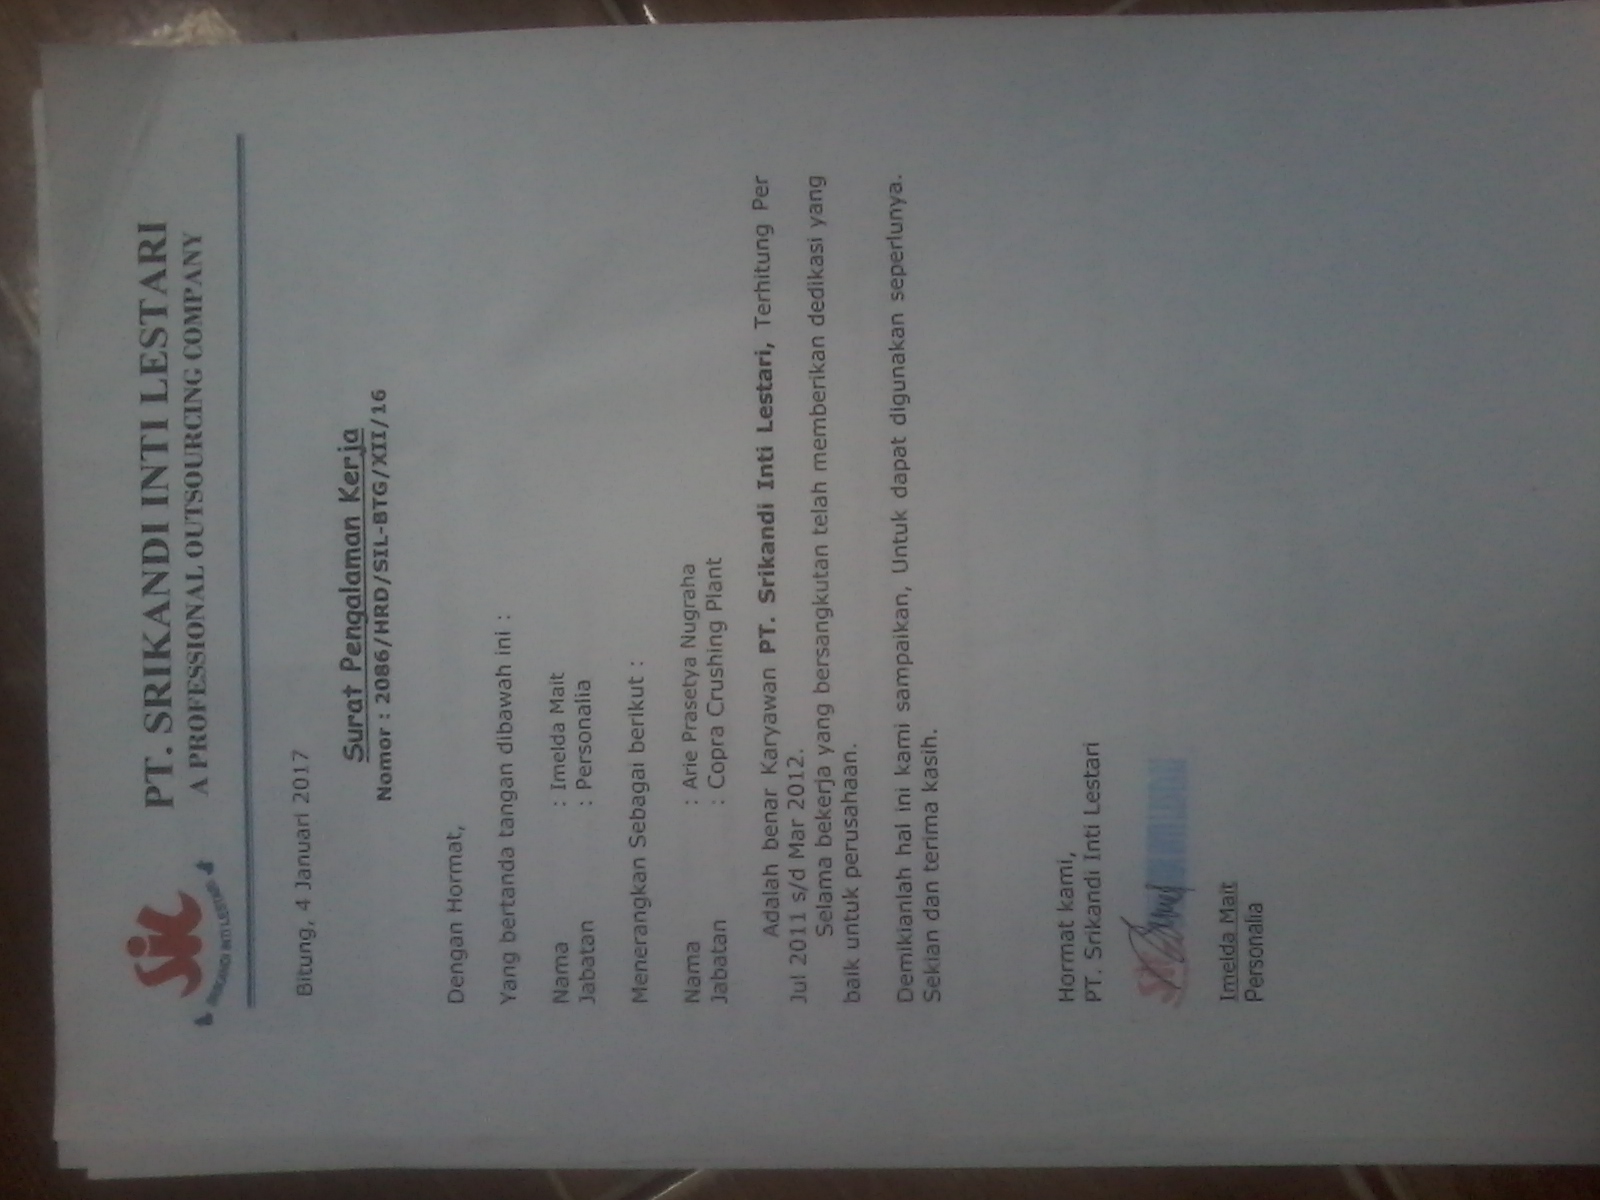 SIL
SRIKANDI INTI LESTARI
PT. SRIKANDI INTI LESTARI
A PROFESSIONAL OUTSOURCING COMPANY
Bitung, 4 Januari 2017
Surat Pengalaman Kerja
Nomor : 2086/HRD/SIL-BTG/XII/16
Dengan Hormat,
Yang bertanda tangan dibawah ini :
Nama : Imelda Mait
Jabatan : Personalia
Menerangkan Sebagai berikut :
Nama : Arie Prasetya Nugraha
Jabatan : Copra Crushing Plant
Adalah benar Karyawan PT. Srikandi Inti Lestari, Terhitung Per
Jul 2011 s/d Mar 2012.
Selama bekerja yang bersangkutan telah memberikan dedikasi yang
baik untuk perusahaan.
Demikianlah hal ini kami sampaikan, Untuk dapat digunakan seperlunya.
Sekian dan terima kasih.
Hormat kami,
PT. Srikandi Inti Lestari
INTI LESTARI
Imelda Mait
Personalia